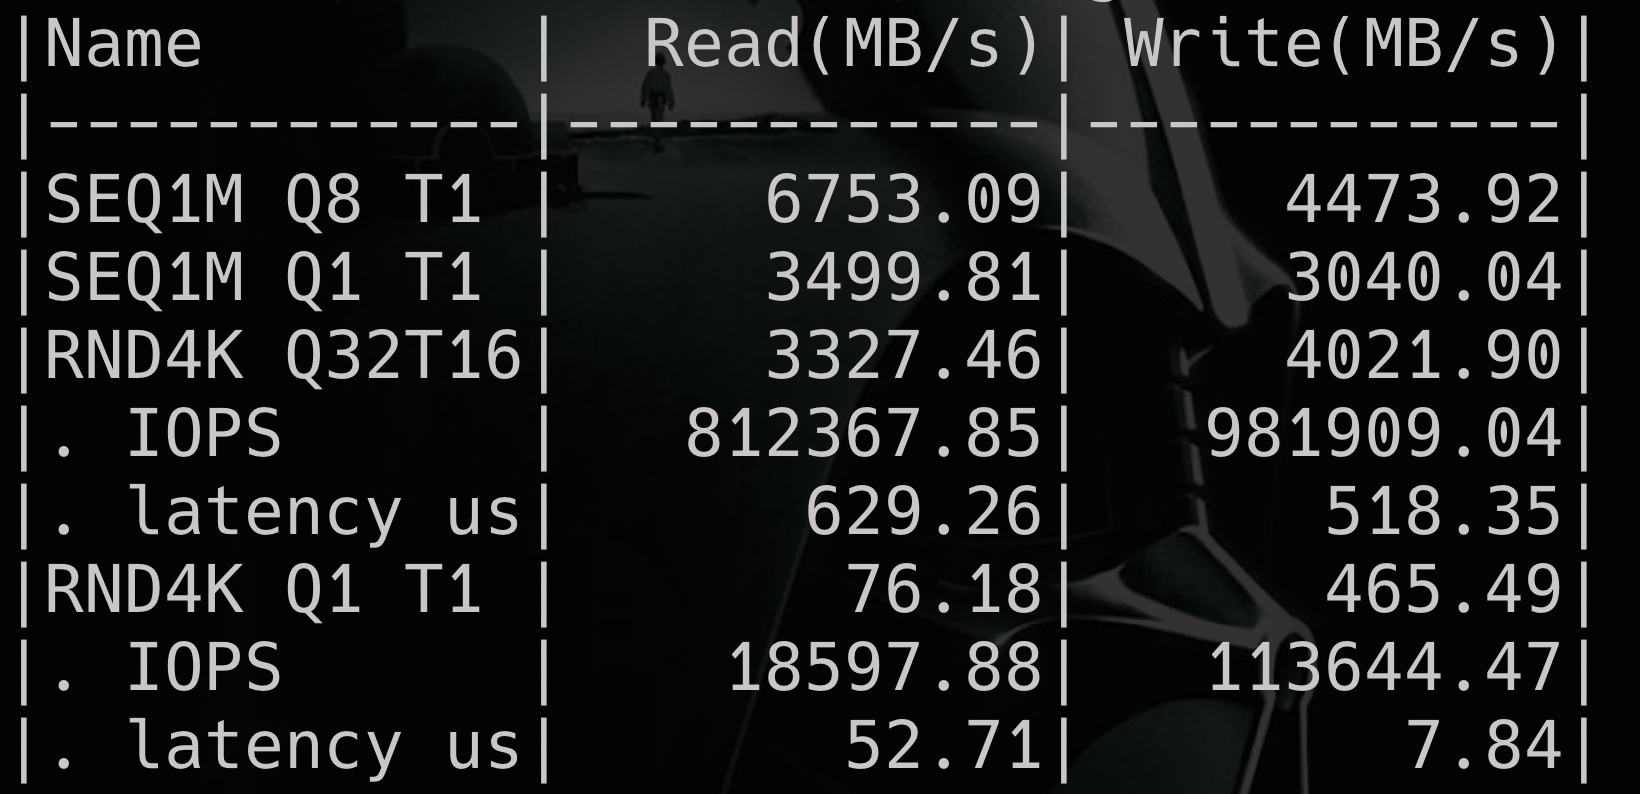 |Name        |  Read(MB/s)| Write(MB/s)|
|------------|------------|------------|
|SEQ1M Q8 T1 |     6753.09|     4473.92|
|SEQ1M Q1 T1 |     3499.81|     3040.04|
|RND4K Q32T16|     3327.46|     4021.90|
|. IOPS      |   812367.85|   981909.04|
|. latency us|      629.26|      518.35|
|RND4K Q1 T1 |       76.18|      465.49|
|. IOPS      |    18597.88|   113644.47|
|. latency us|       52.71|        7.84|